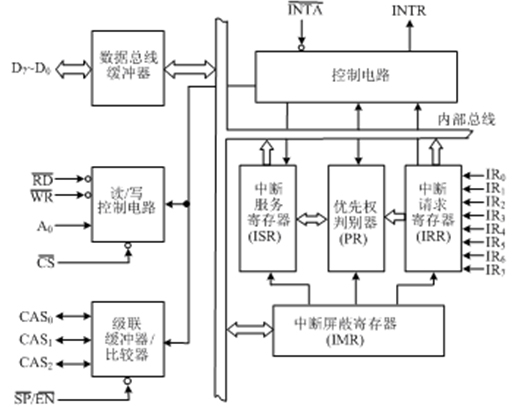 INTA
INTR
D7~D0
数据总线
缓冲器
控制电路
内部总线
RD
WR
A0
CS
读/写
控制电路
中断
服务
寄存器
(ISR)
优先权
判别器
(PR)
中断
请求
寄存器
(IRR)
IR0
IR1
IR2
IR3
IR4
IR5
IR6
IR7
CAS0
CAS1
CAS2
级联
缓冲器/
比较器
中断屏蔽寄存器
(IMR)
SP/EN